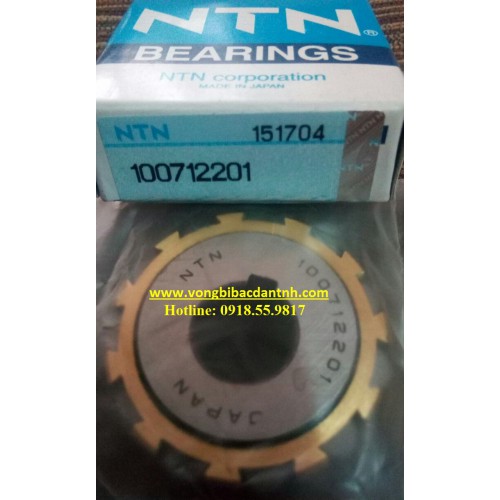 NTN®
BEARINGS
NTN corporation
MADE IN JAPAN
NTN 151704
100712201
NTN 100712201
www.vongbibacdantnh.com
Hotline: 0918.55.9817
JAPAN